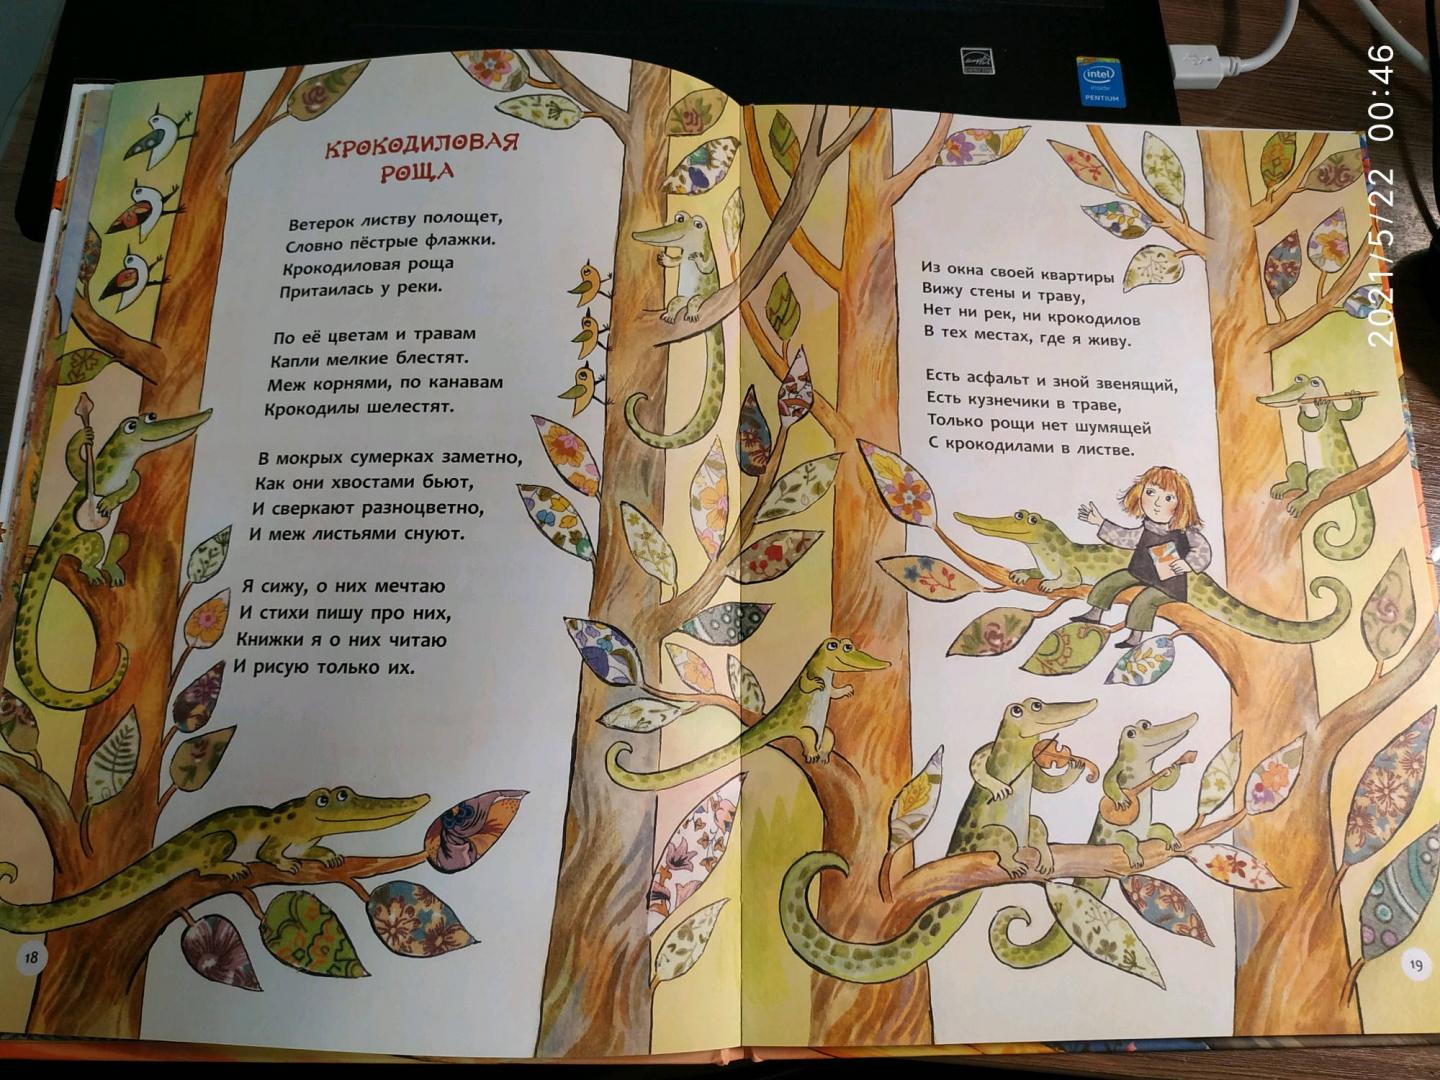 КРОКОДИЛОВАЯ
РОЩА
Ветерок листву полощет,
Словно пёстрые флажки.
Крокодиловая роща
Притаилась у реки.
По её цветам и травам
Капли мелкие блестят.
Меж корнями, по канавам
Крокодилы шелестят.
В мокрых сумерках заметно,
Как они хвостами бьют,
И сверкают разноцветно,
И меж листьями снуют.
Я сижу, о них мечтаю
И стихи пишу про них,
Книжки я о них читаю
И рисую только их.
18
Из окна своей квартиры
Вижу стены и траву,
Нет ни рек, ни крокодилов
В тех местах, где я живу.
Есть асфальт и зной звенящий,
Есть кузнечики в траве,
Только рощи нет шумящей
С крокодилами в листве.
19
intel
inside
PENTIUM
2021/5/22 00:46